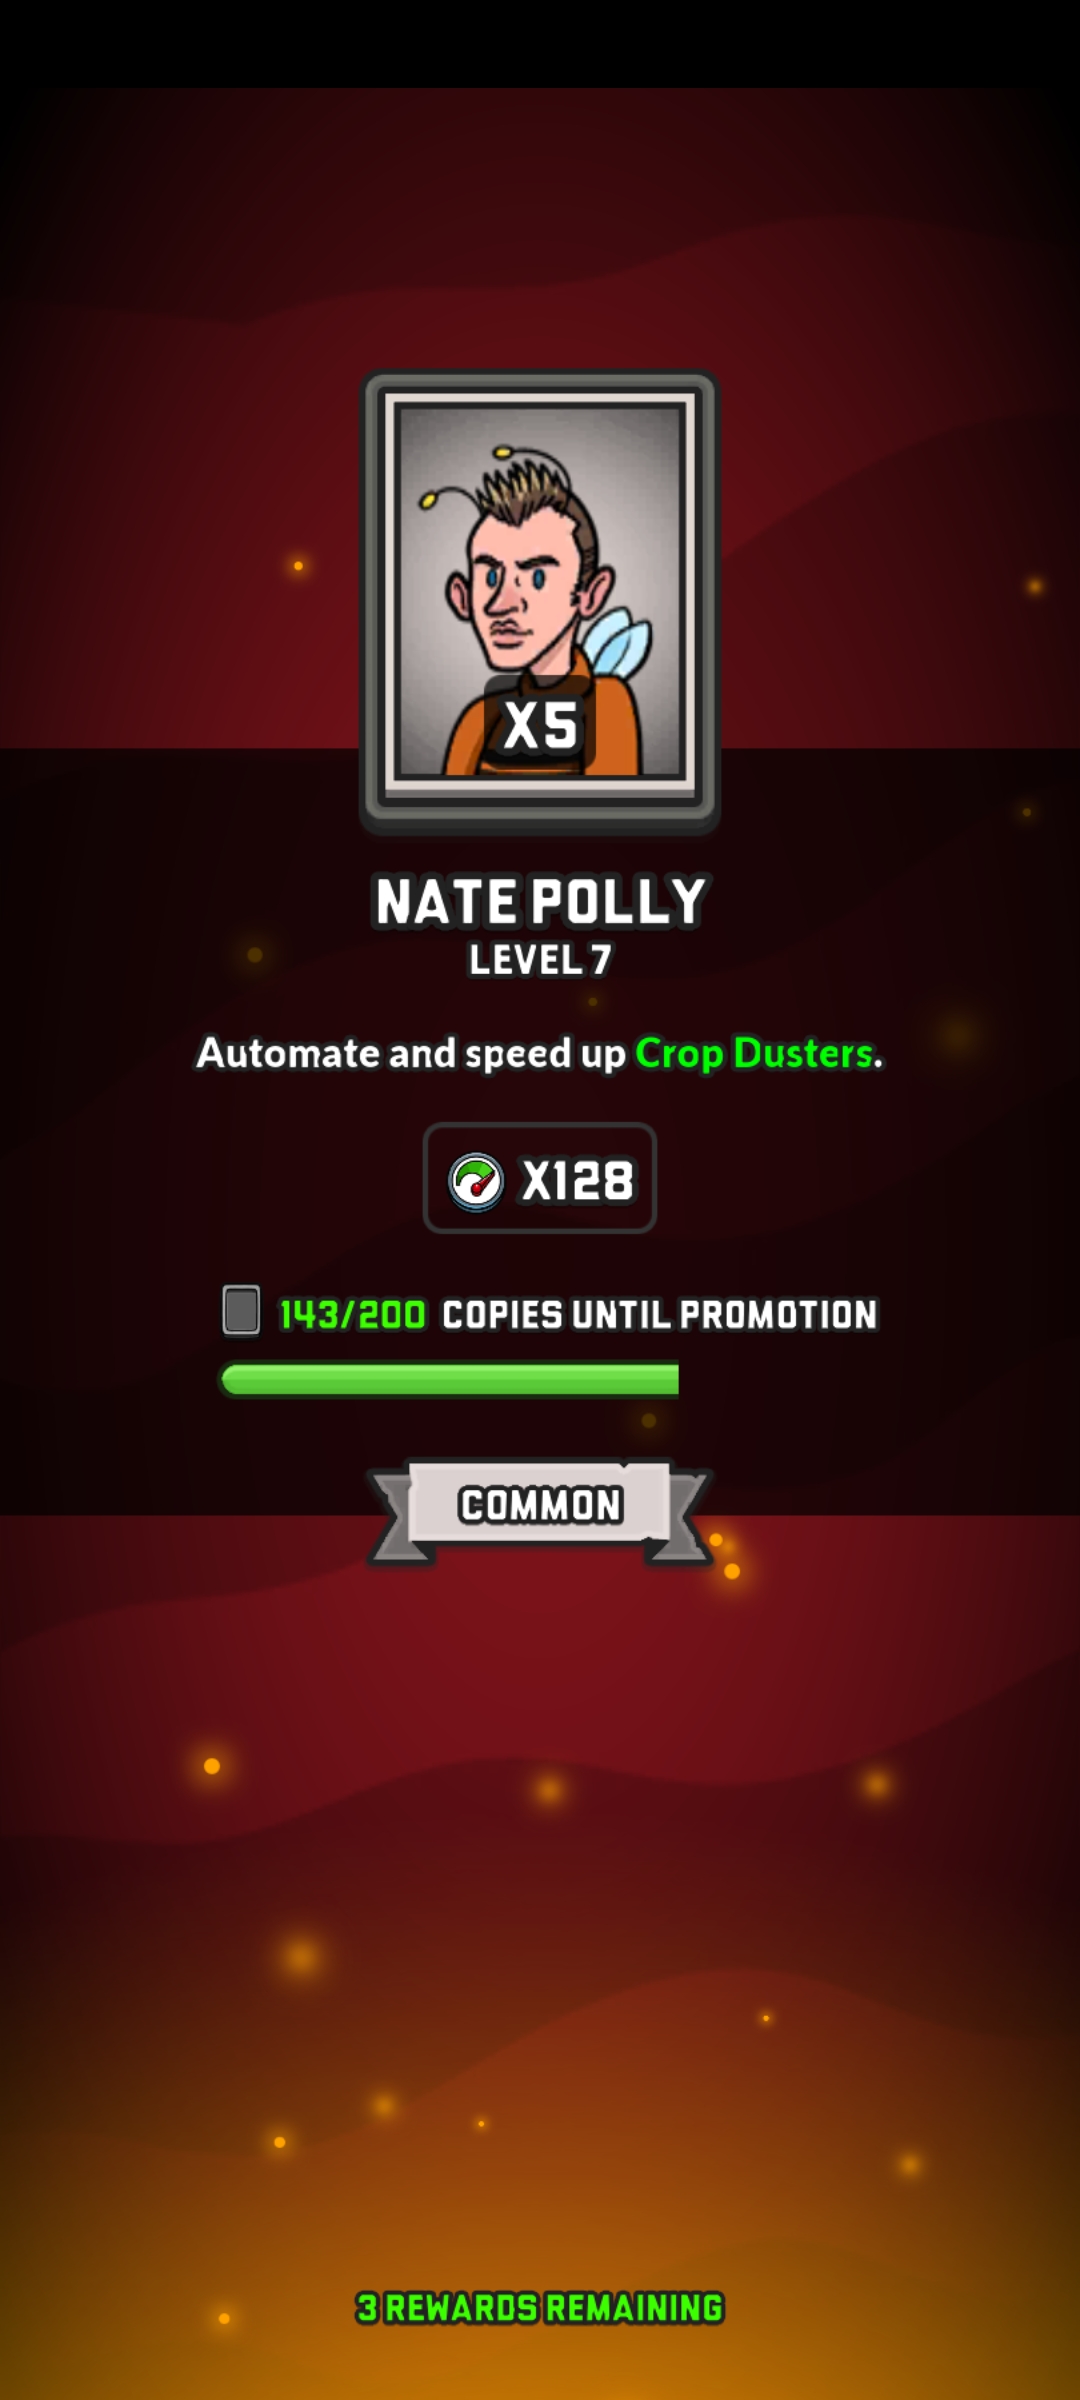 X5
NATE POLLY
LEVEL 7
Automate and speed up Crop Dusters.
X128
143/200 COPIES UNTIL PROMOTION
COMMON
3 REWARDS REMAINING